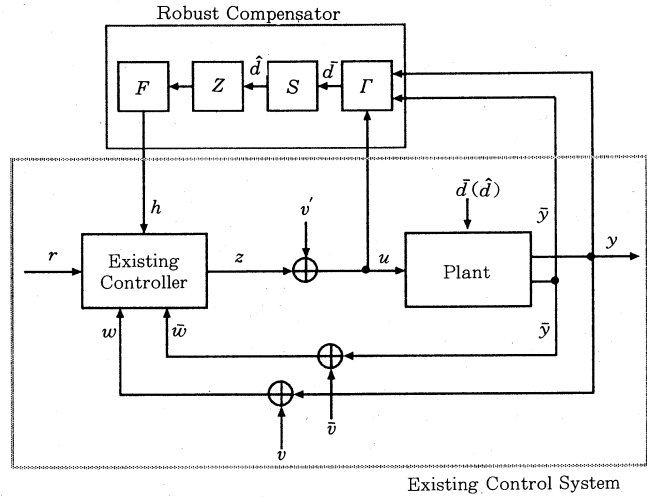 Robust Compensator
F Z d̂ S d̄ Γ
h
v′
d̄(d̂)
ȳ
r
Existing
Controller
z
u
Plant
y
w
w̄
ȳ
v̄
v
Existing Control System